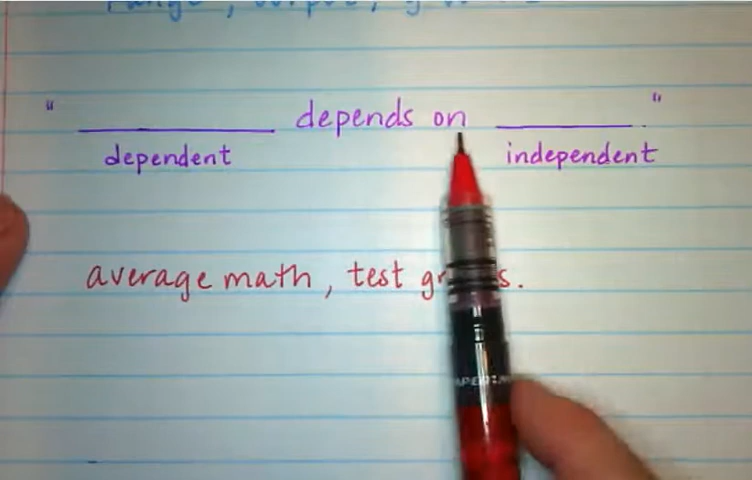 " ________ depends on ________ . "
dependent independent
average math, test